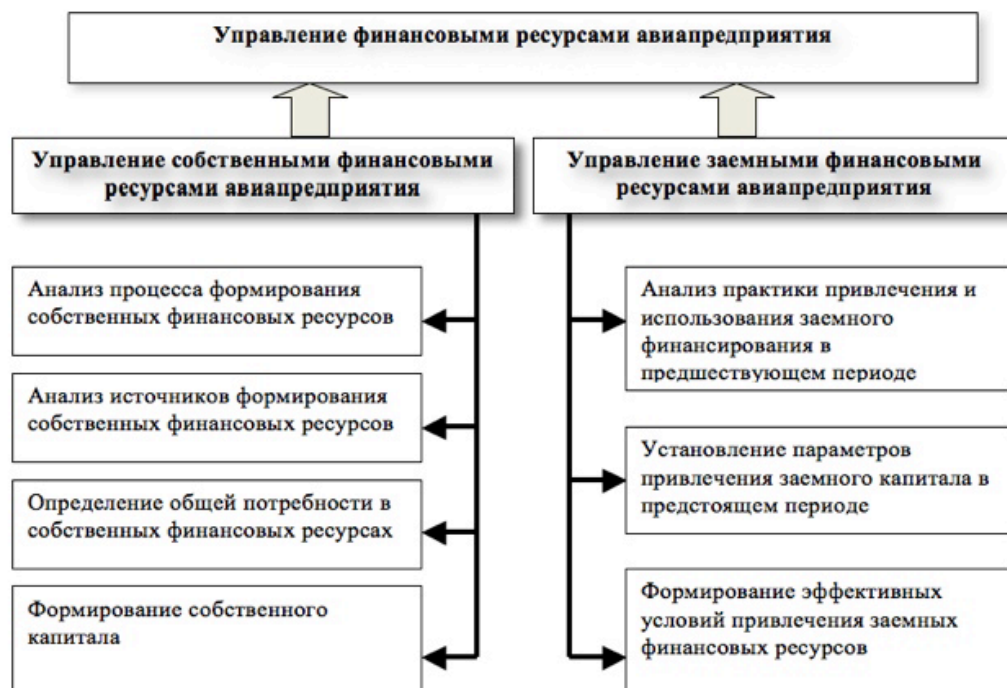 Управление финансовыми ресурсами авиапредприятия
Управление собственными финансовыми
ресурсами авиапредприятия
Управление заемными финансовыми
ресурсами авиапредприятия
Анализ процесса формирования
собственных финансовых ресурсов
Анализ источников формирования
собственных финансовых ресурсов
Определение общей потребности в
собственных финансовых ресурсах
Формирование собственного
капитала
Анализ практики привлечения и
использования заемного
финансирования в
предшествующем периоде
Установление параметров
привлечения заемного капитала в
предстоящем периоде
Формирование эффективных
условий привлечения заемных
финансовых ресурсов